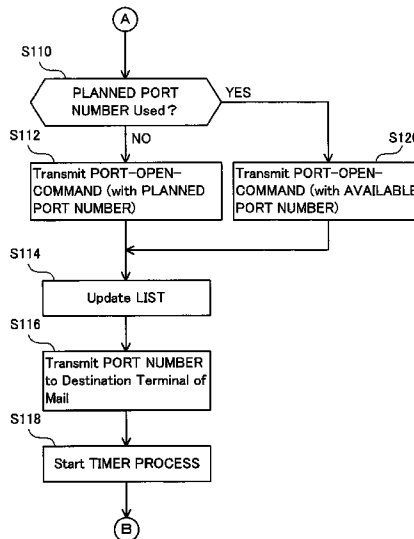 A
S110
PLANNED PORT
NUMBER Used?
YES
NO
S112
Transmit PORT-OPEN-
COMMAND (with PLANNED
PORT NUMBER)
S120
Transmit PORT-OPEN-
COMMAND (with AVAILABLE
PORT NUMBER)
S114
Update LIST
S116
Transmit PORT NUMBER
to Destination Terminal of
Mail
S118
Start TIMER PROCESS
B